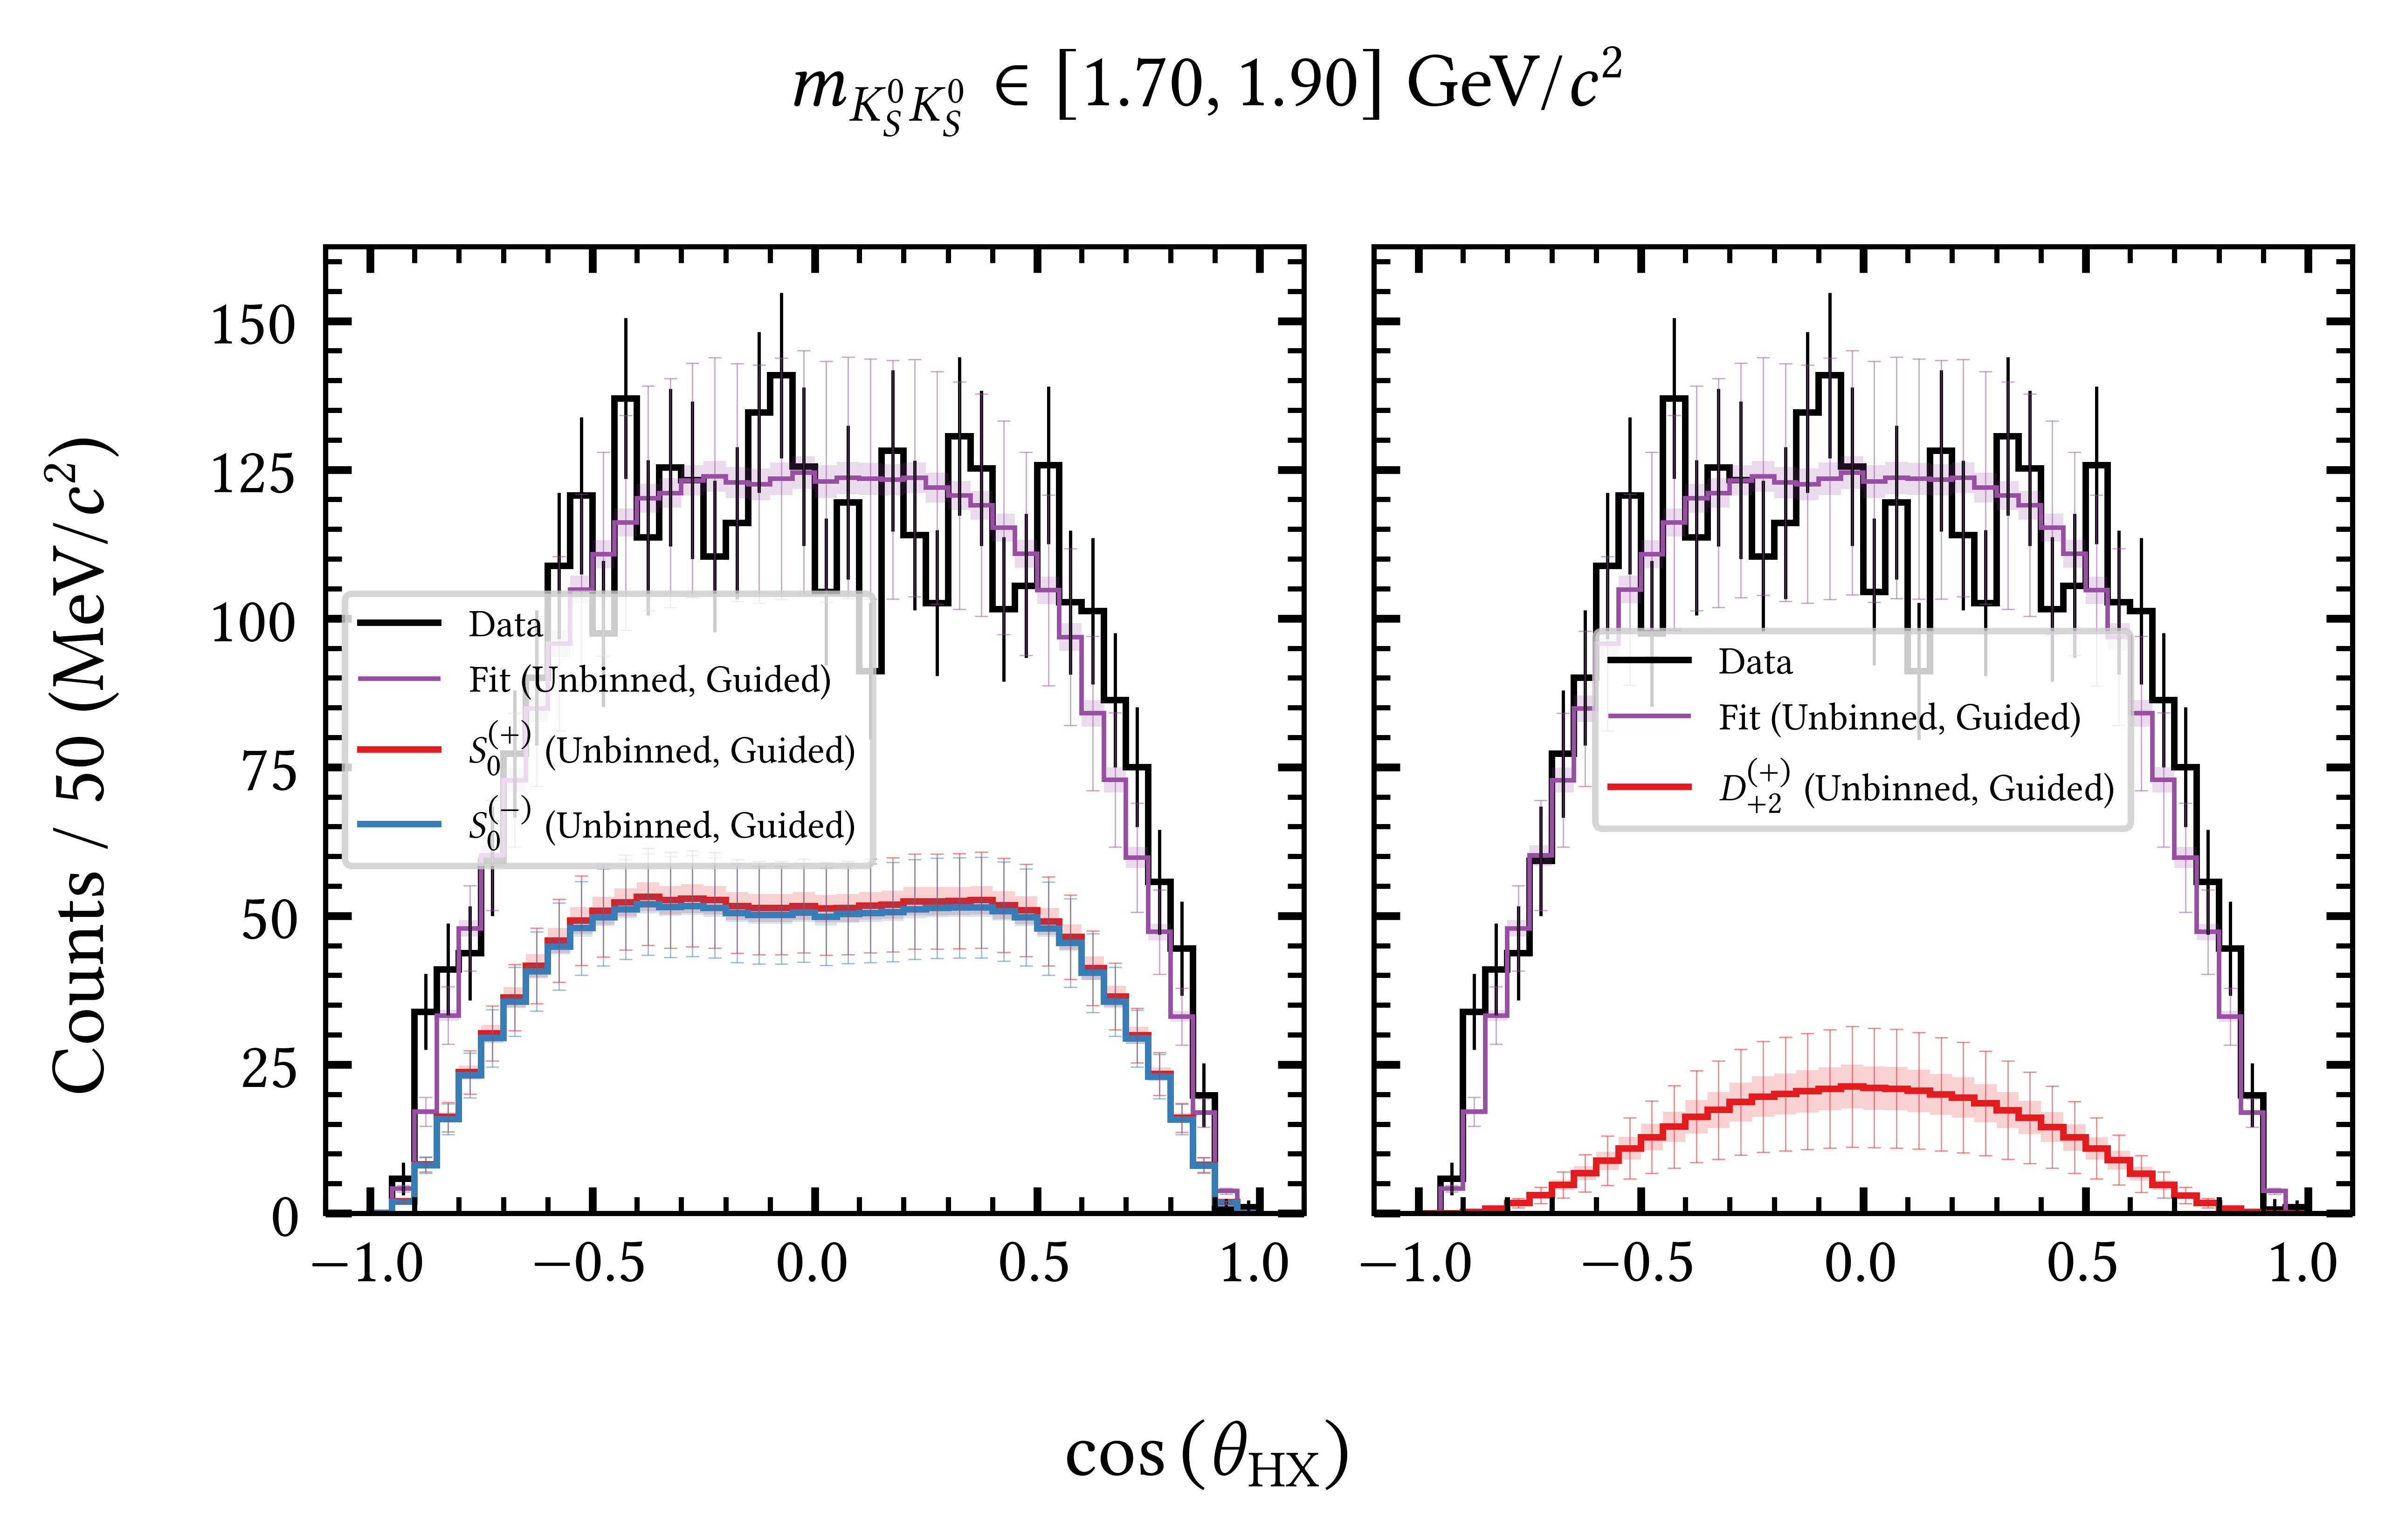 m_{K_S^0 K_S^0} ∈ [1.70, 1.90] GeV/c²
Counts / 50 (MeV/c²)
150
125
100
75
50
25
0
Data
Fit (Unbinned, Guided)
S_0^{(+)} (Unbinned, Guided)
S_0^{(−)} (Unbinned, Guided)
Data
Fit (Unbinned, Guided)
D_{+2}^{(+)} (Unbinned, Guided)
−1.0 −0.5 0.0 0.5 1.0
−1.0 −0.5 0.0 0.5 1.0
cos (θ_{HX})